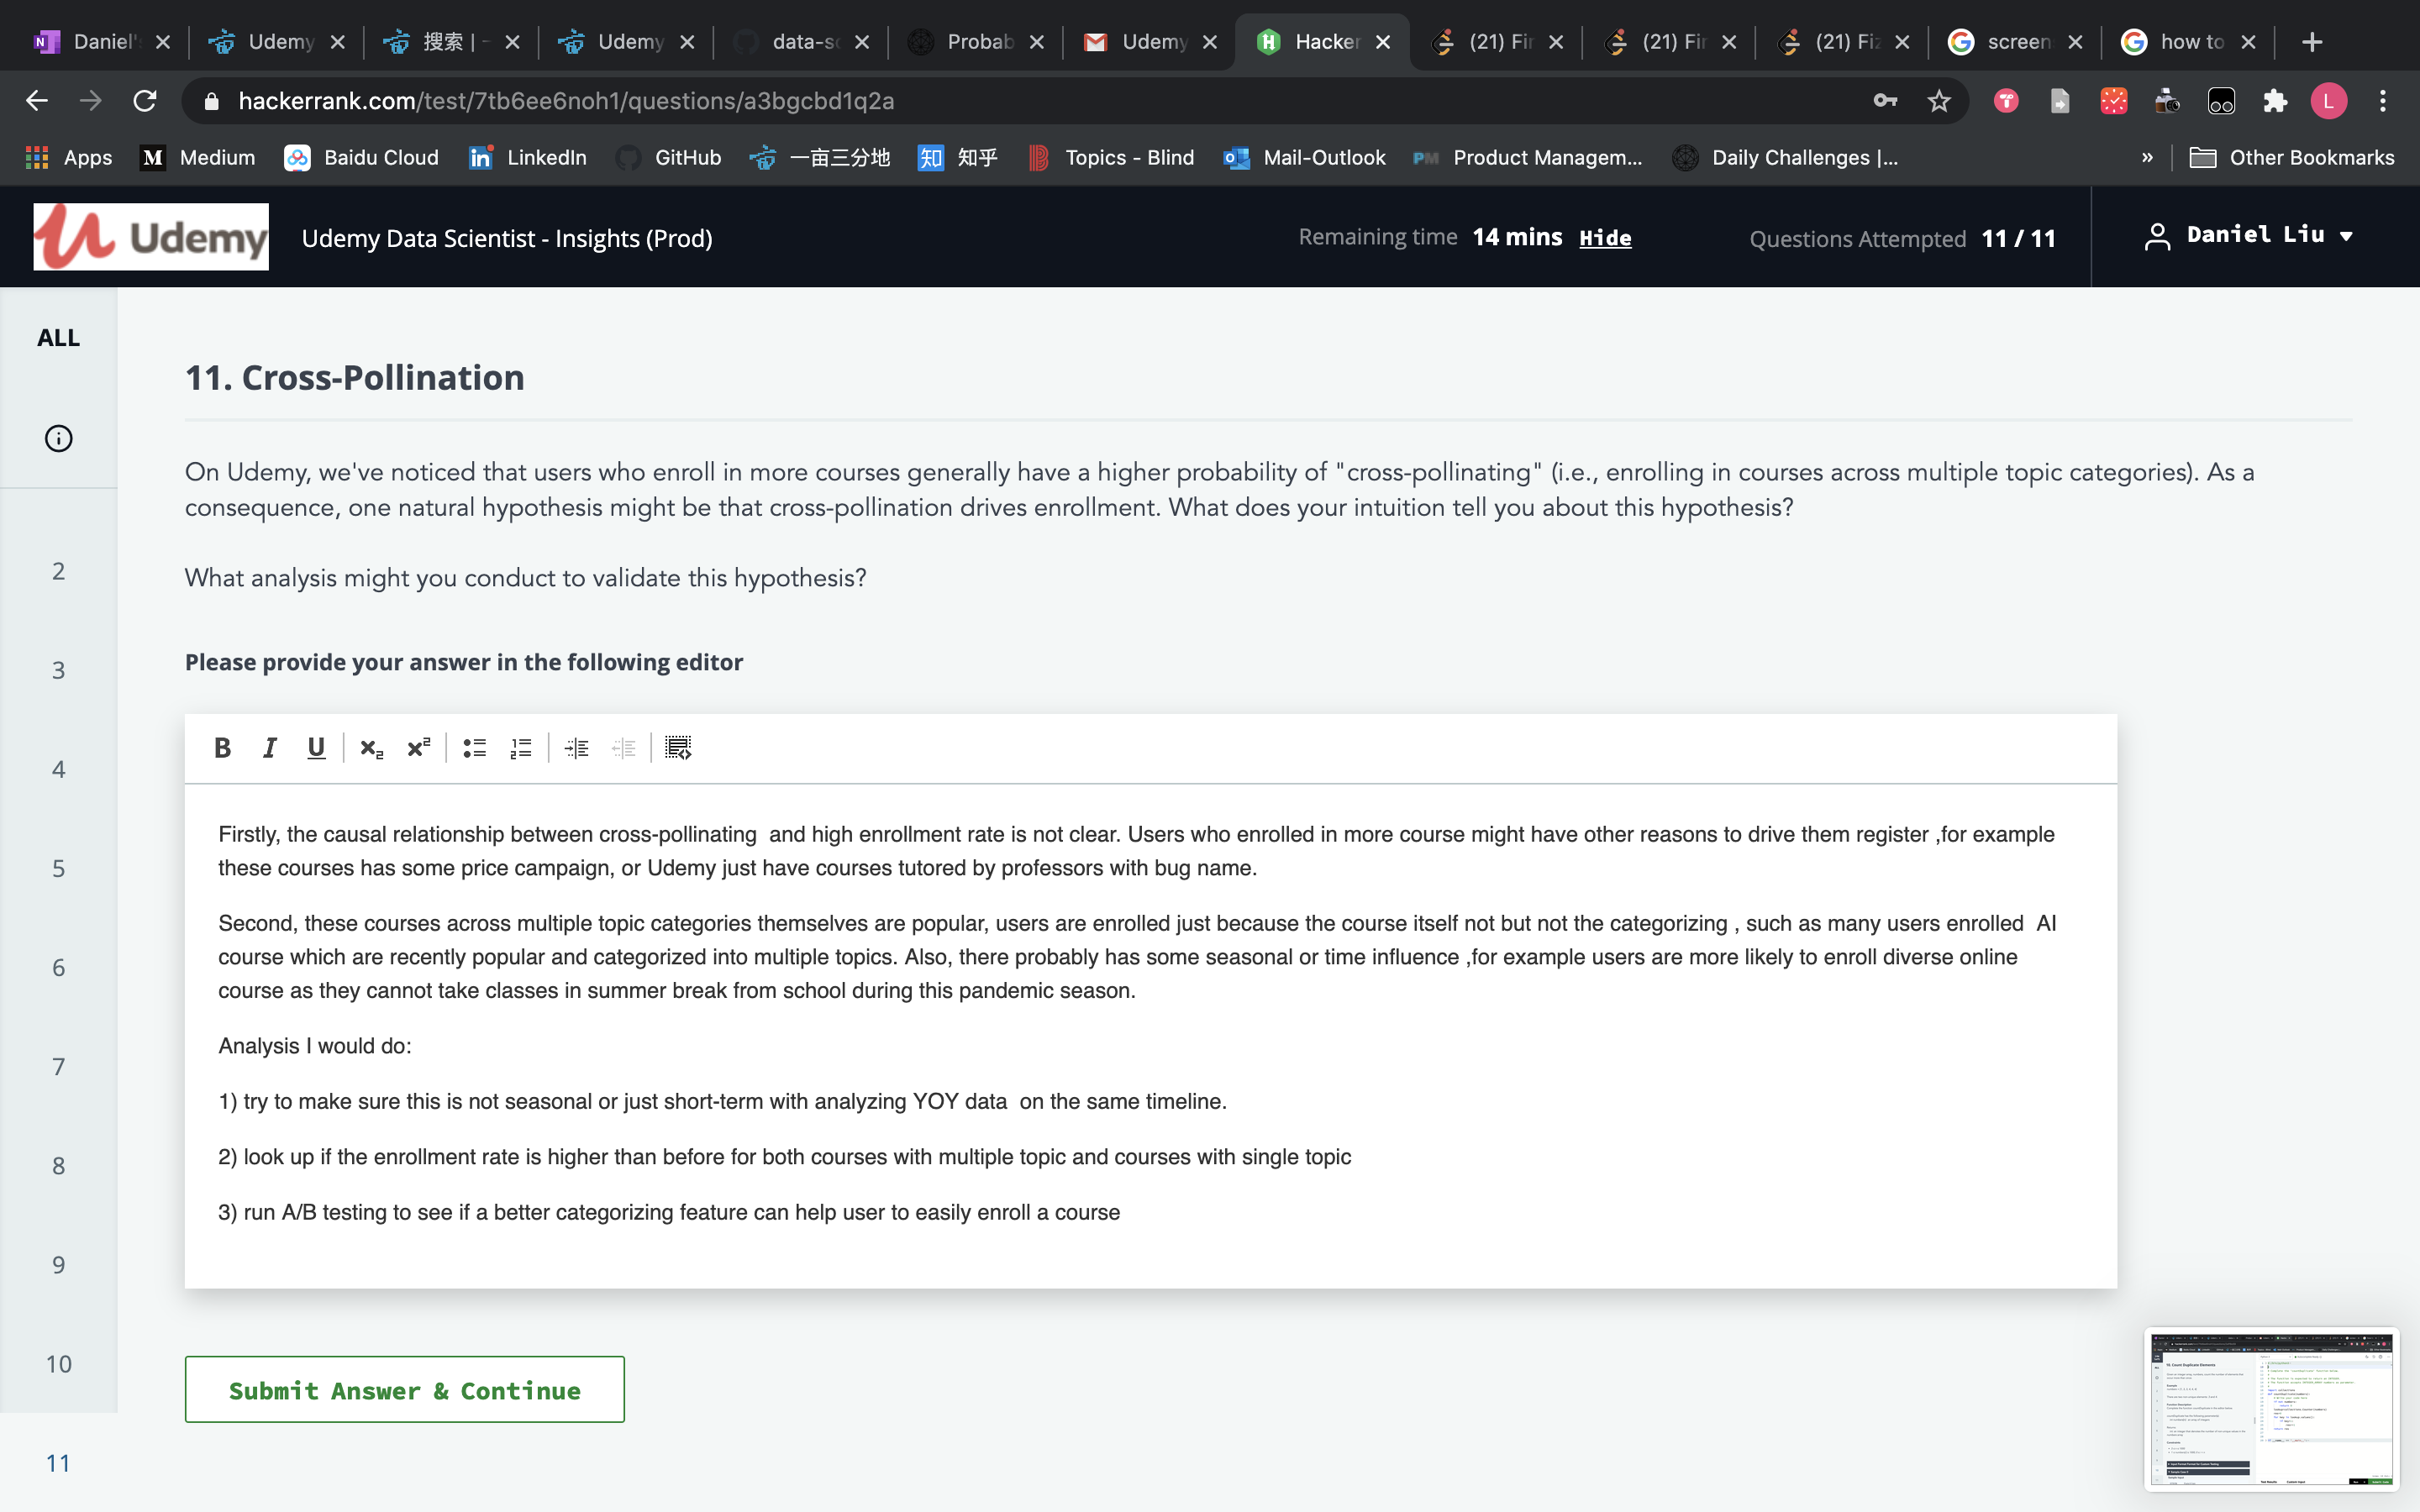 Daniel's
Udemy
搜索 | -
Udemy
data-sc
Probab
Udemy
Hacker
(21) Fir
(21) Fir
(21) Fiz
screen
how to
hackerrank.com/test/7tb6ee6noh1/questions/a3bgcbd1q2a
L
Apps
Medium
Baidu Cloud
LinkedIn
GitHub
一亩三分地
知乎
Topics - Blind
Mail-Outlook
PM Product Managem...
Daily Challenges |...
»
Other Bookmarks
Udemy
Udemy Data Scientist - Insights (Prod)
Remaining time 14 mins Hide
Questions Attempted 11 / 11
Daniel Liu
ALL
2
3
4
5
6
7
8
9
10
11
11. Cross-Pollination
On Udemy, we've noticed that users who enroll in more courses generally have a higher probability of "cross-pollinating" (i.e., enrolling in courses across multiple topic categories). As a
consequence, one natural hypothesis might be that cross-pollination drives enrollment. What does your intuition tell you about this hypothesis?
What analysis might you conduct to validate this hypothesis?
Please provide your answer in the following editor
B I U x₂ x²
Firstly, the causal relationship between cross-pollinating  and high enrollment rate is not clear. Users who enrolled in more course might have other reasons to drive them register ,for example
these courses has some price campaign, or Udemy just have courses tutored by professors with bug name.
Second, these courses across multiple topic categories themselves are popular, users are enrolled just because the course itself not but not the categorizing , such as many users enrolled  AI
course which are recently popular and categorized into multiple topics. Also, there probably has some seasonal or time influence ,for example users are more likely to enroll diverse online
course as they cannot take classes in summer break from school during this pandemic season.
Analysis I would do:
1) try to make sure this is not seasonal or just short-term with analyzing YOY data  on the same timeline.
2) look up if the enrollment rate is higher than before for both courses with multiple topic and courses with single topic
3) run A/B testing to see if a better categorizing feature can help user to easily enroll a course
Submit Answer & Continue